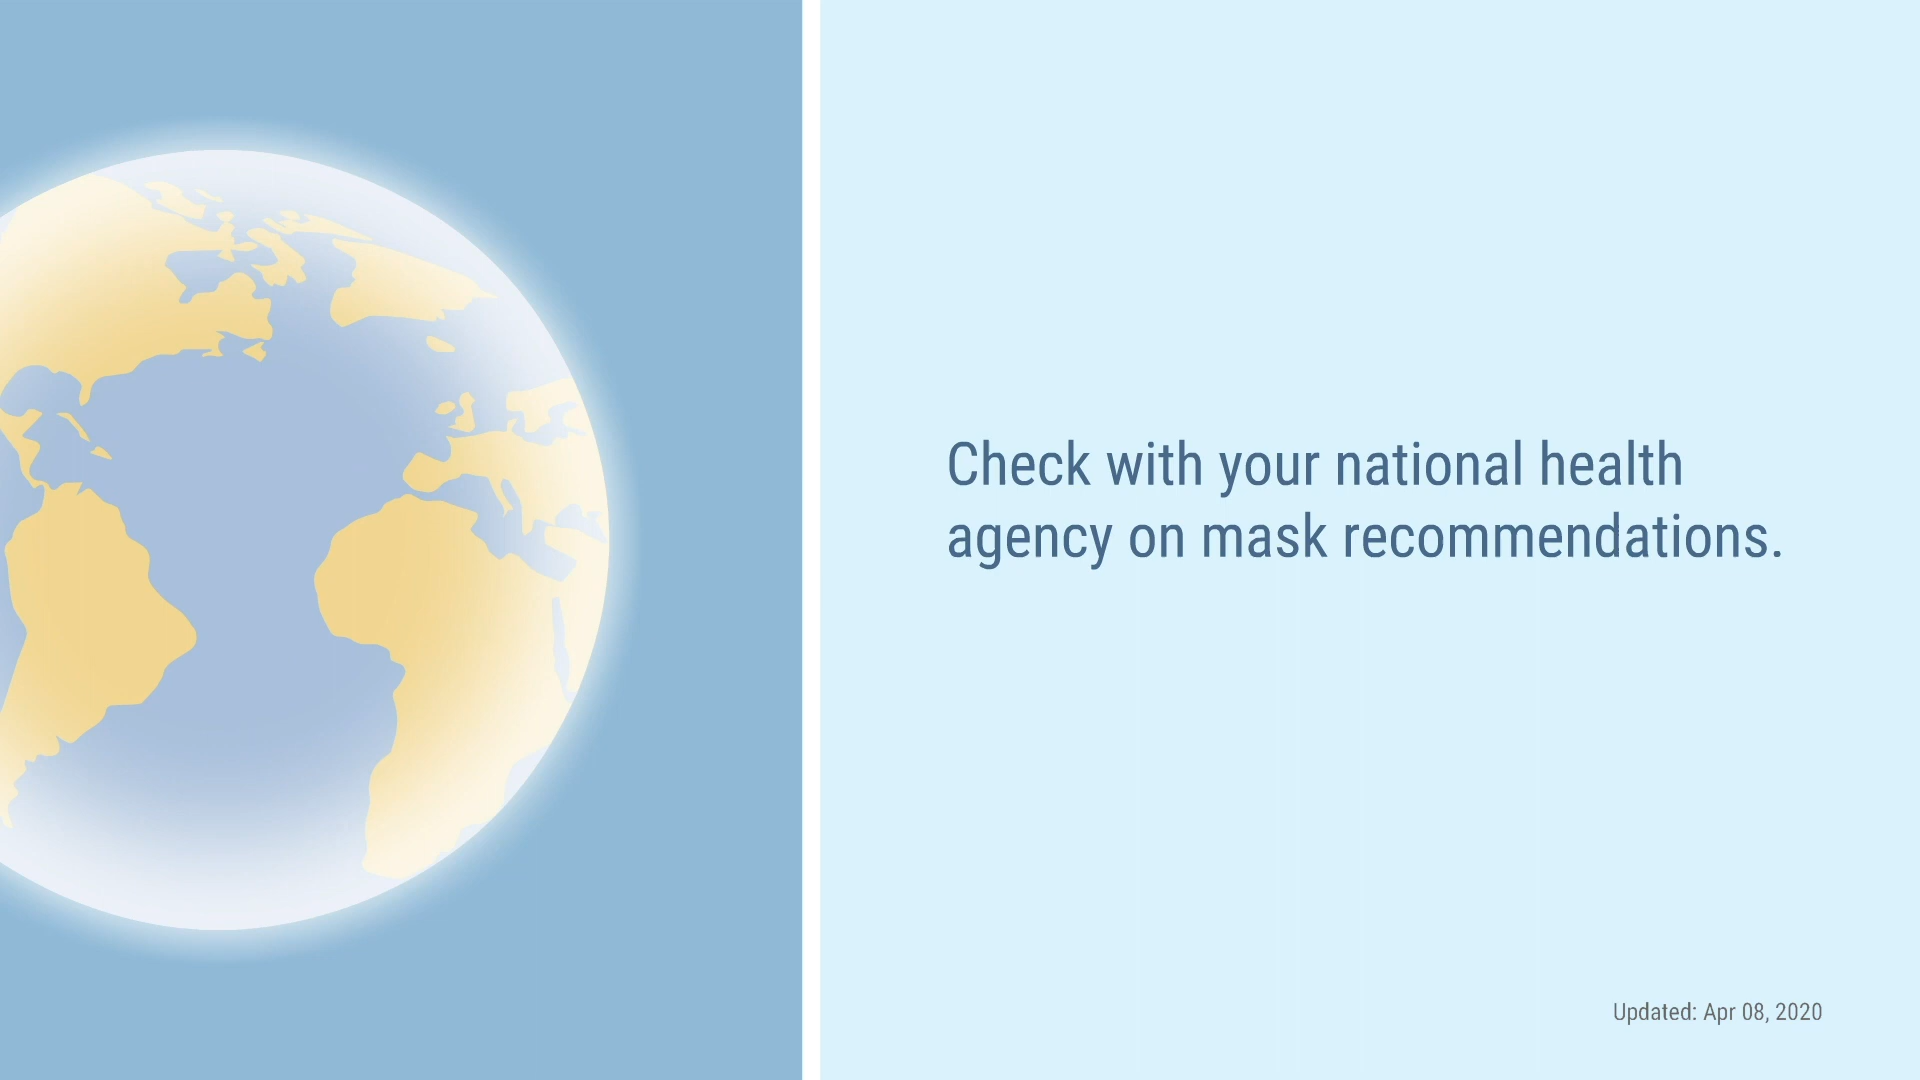 Check with your national health
agency on mask recommendations.
Updated: Apr 08, 2020